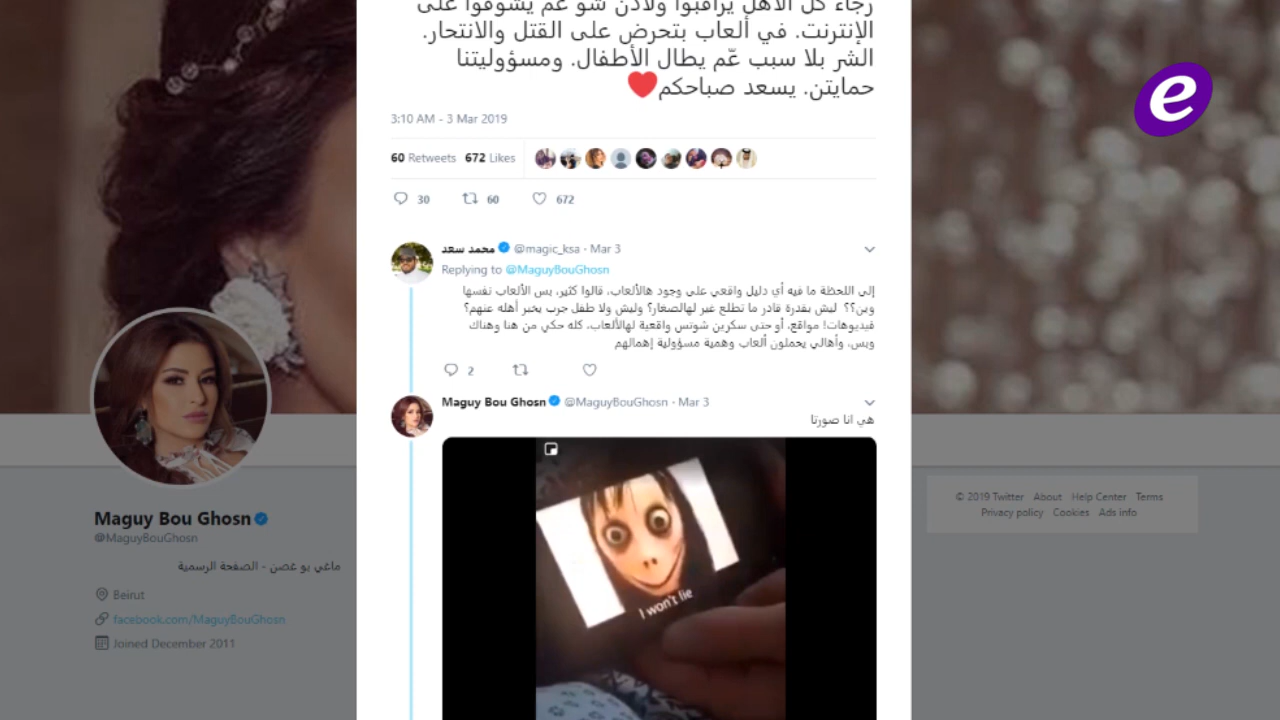 رجاء كل الأهل يراقبوا ولادن شو عم يشوفوا على
الإنترنت. في ألعاب بتحرض على القتل والانتحار.
الشر بلا سبب عّم يطال الأطفال. ومسؤوليتنا
حمايتن. يسعد صباحكم❤️
3:10 AM - 3 Mar 2019
60 Retweets 672 Likes
30 60 672
محمد سعد @magic_ksa · Mar 3
Replying to @MaguyBouGhosn
إلى اللحظة ما فيه أي دليل واقعي على وجود هالألعاب، قالوا كثير، بس الألعاب نفسها
وين؟؟ ليش بقدرة قادر ما تطلع غير لهالصغار؟ وليش ولا طفل جرب يخبر أهله عنهم؟
فيديوهات! مواقع، أو حتى سكرين شوتس واقعية لهالألعاب، كله حكي من هنا وهناك
وبس، وأهالي يحملون ألعاب وهمية مسؤولية إهمالهم
2
Maguy Bou Ghosn @MaguyBouGhosn · Mar 3
هي انا صورتا
I won't lie
Maguy Bou Ghosn
@MaguyBouGhosn
ماغي بو غصن - الصفحة الرسمية
Beirut
facebook.com/MaguyBouGhosn
Joined December 2011
© 2019 Twitter About Help Center Terms
Privacy policy Cookies Ads info
e